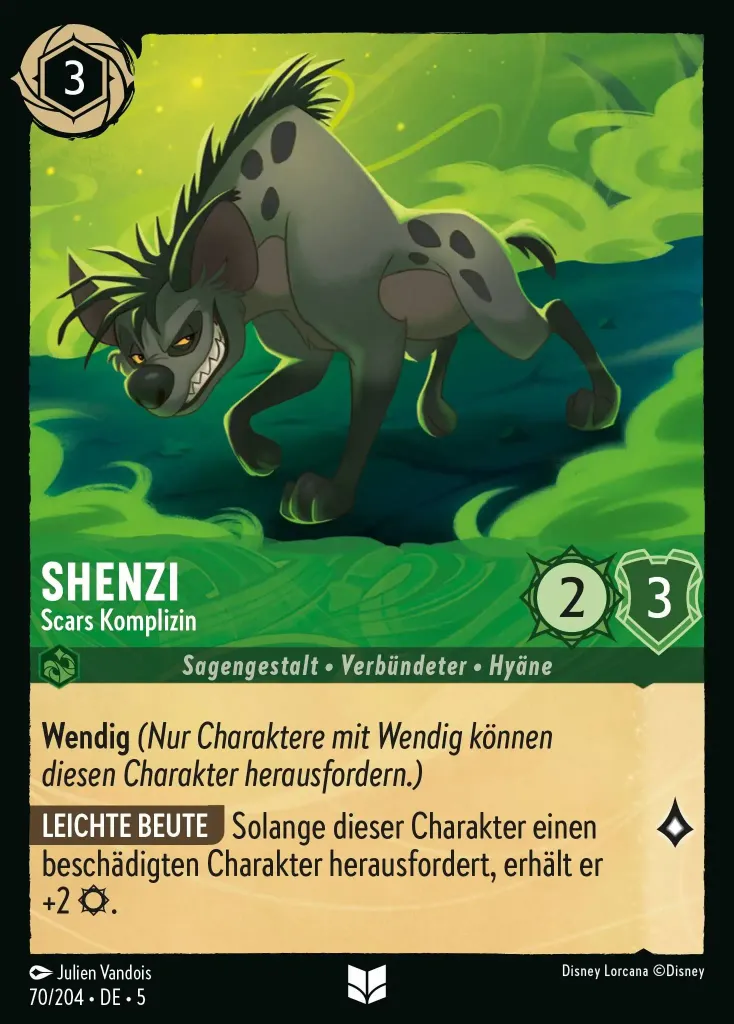 3
SHENZI
Scars Komplizin
2
3
Sagengestalt • Verbündeter • Hyäne
Wendig (Nur Charaktere mit Wendig können
diesen Charakter herausfordern.)
LEICHTE BEUTE Solange dieser Charakter einen
beschädigten Charakter herausfordert, erhält er
+2 .
Julien Vandois
Disney Lorcana ©Disney
70/204 • DE • 5